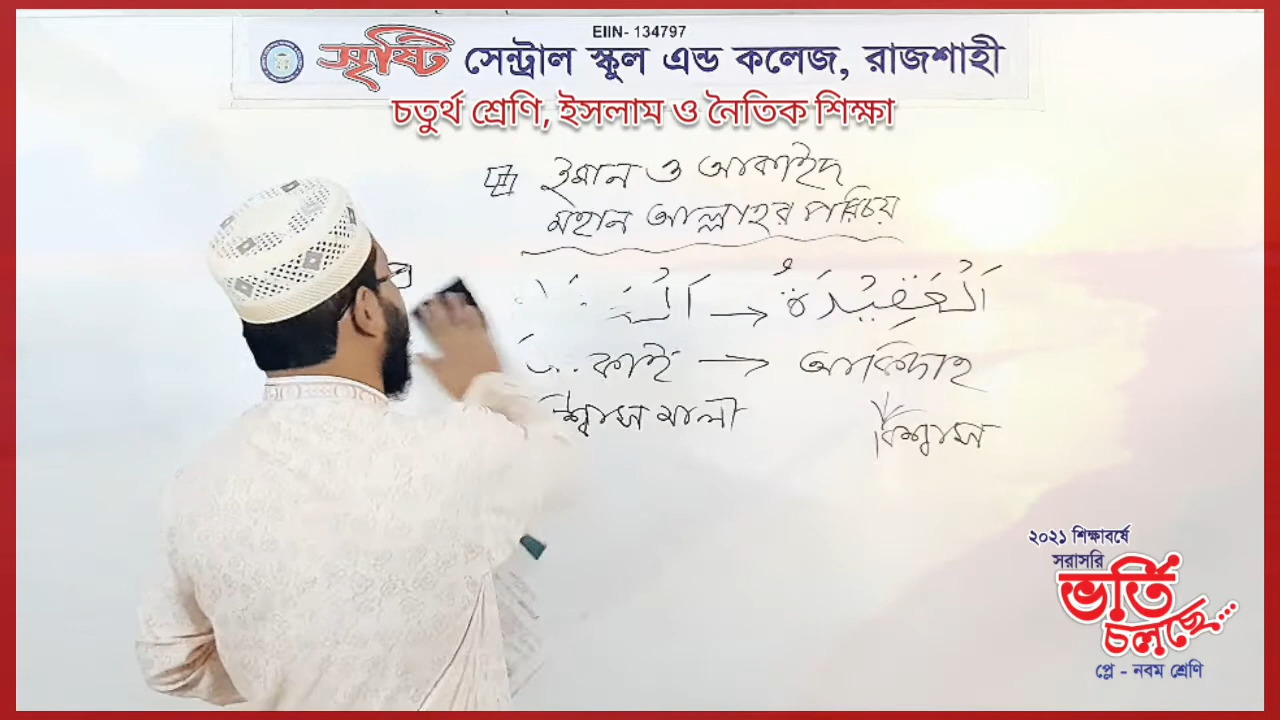 EIIN- 134797
সৃষ্টি সেন্ট্রাল স্কুল এন্ড কলেজ, রাজশাহী
চতুর্থ শ্রেণি, ইসলাম ও নৈতিক শিক্ষা
ইমান ও আকাইদ
মহান আল্লাহর পরিচয়
→ اَلْعَقِيْدَةُ
কাই → আকিদাহ
শ্বাসমালা বিশ্বাস
২০২১ শিক্ষাবর্ষে
সরাসরি
ভর্তি
চলছে...
প্লে - নবম শ্রেণি